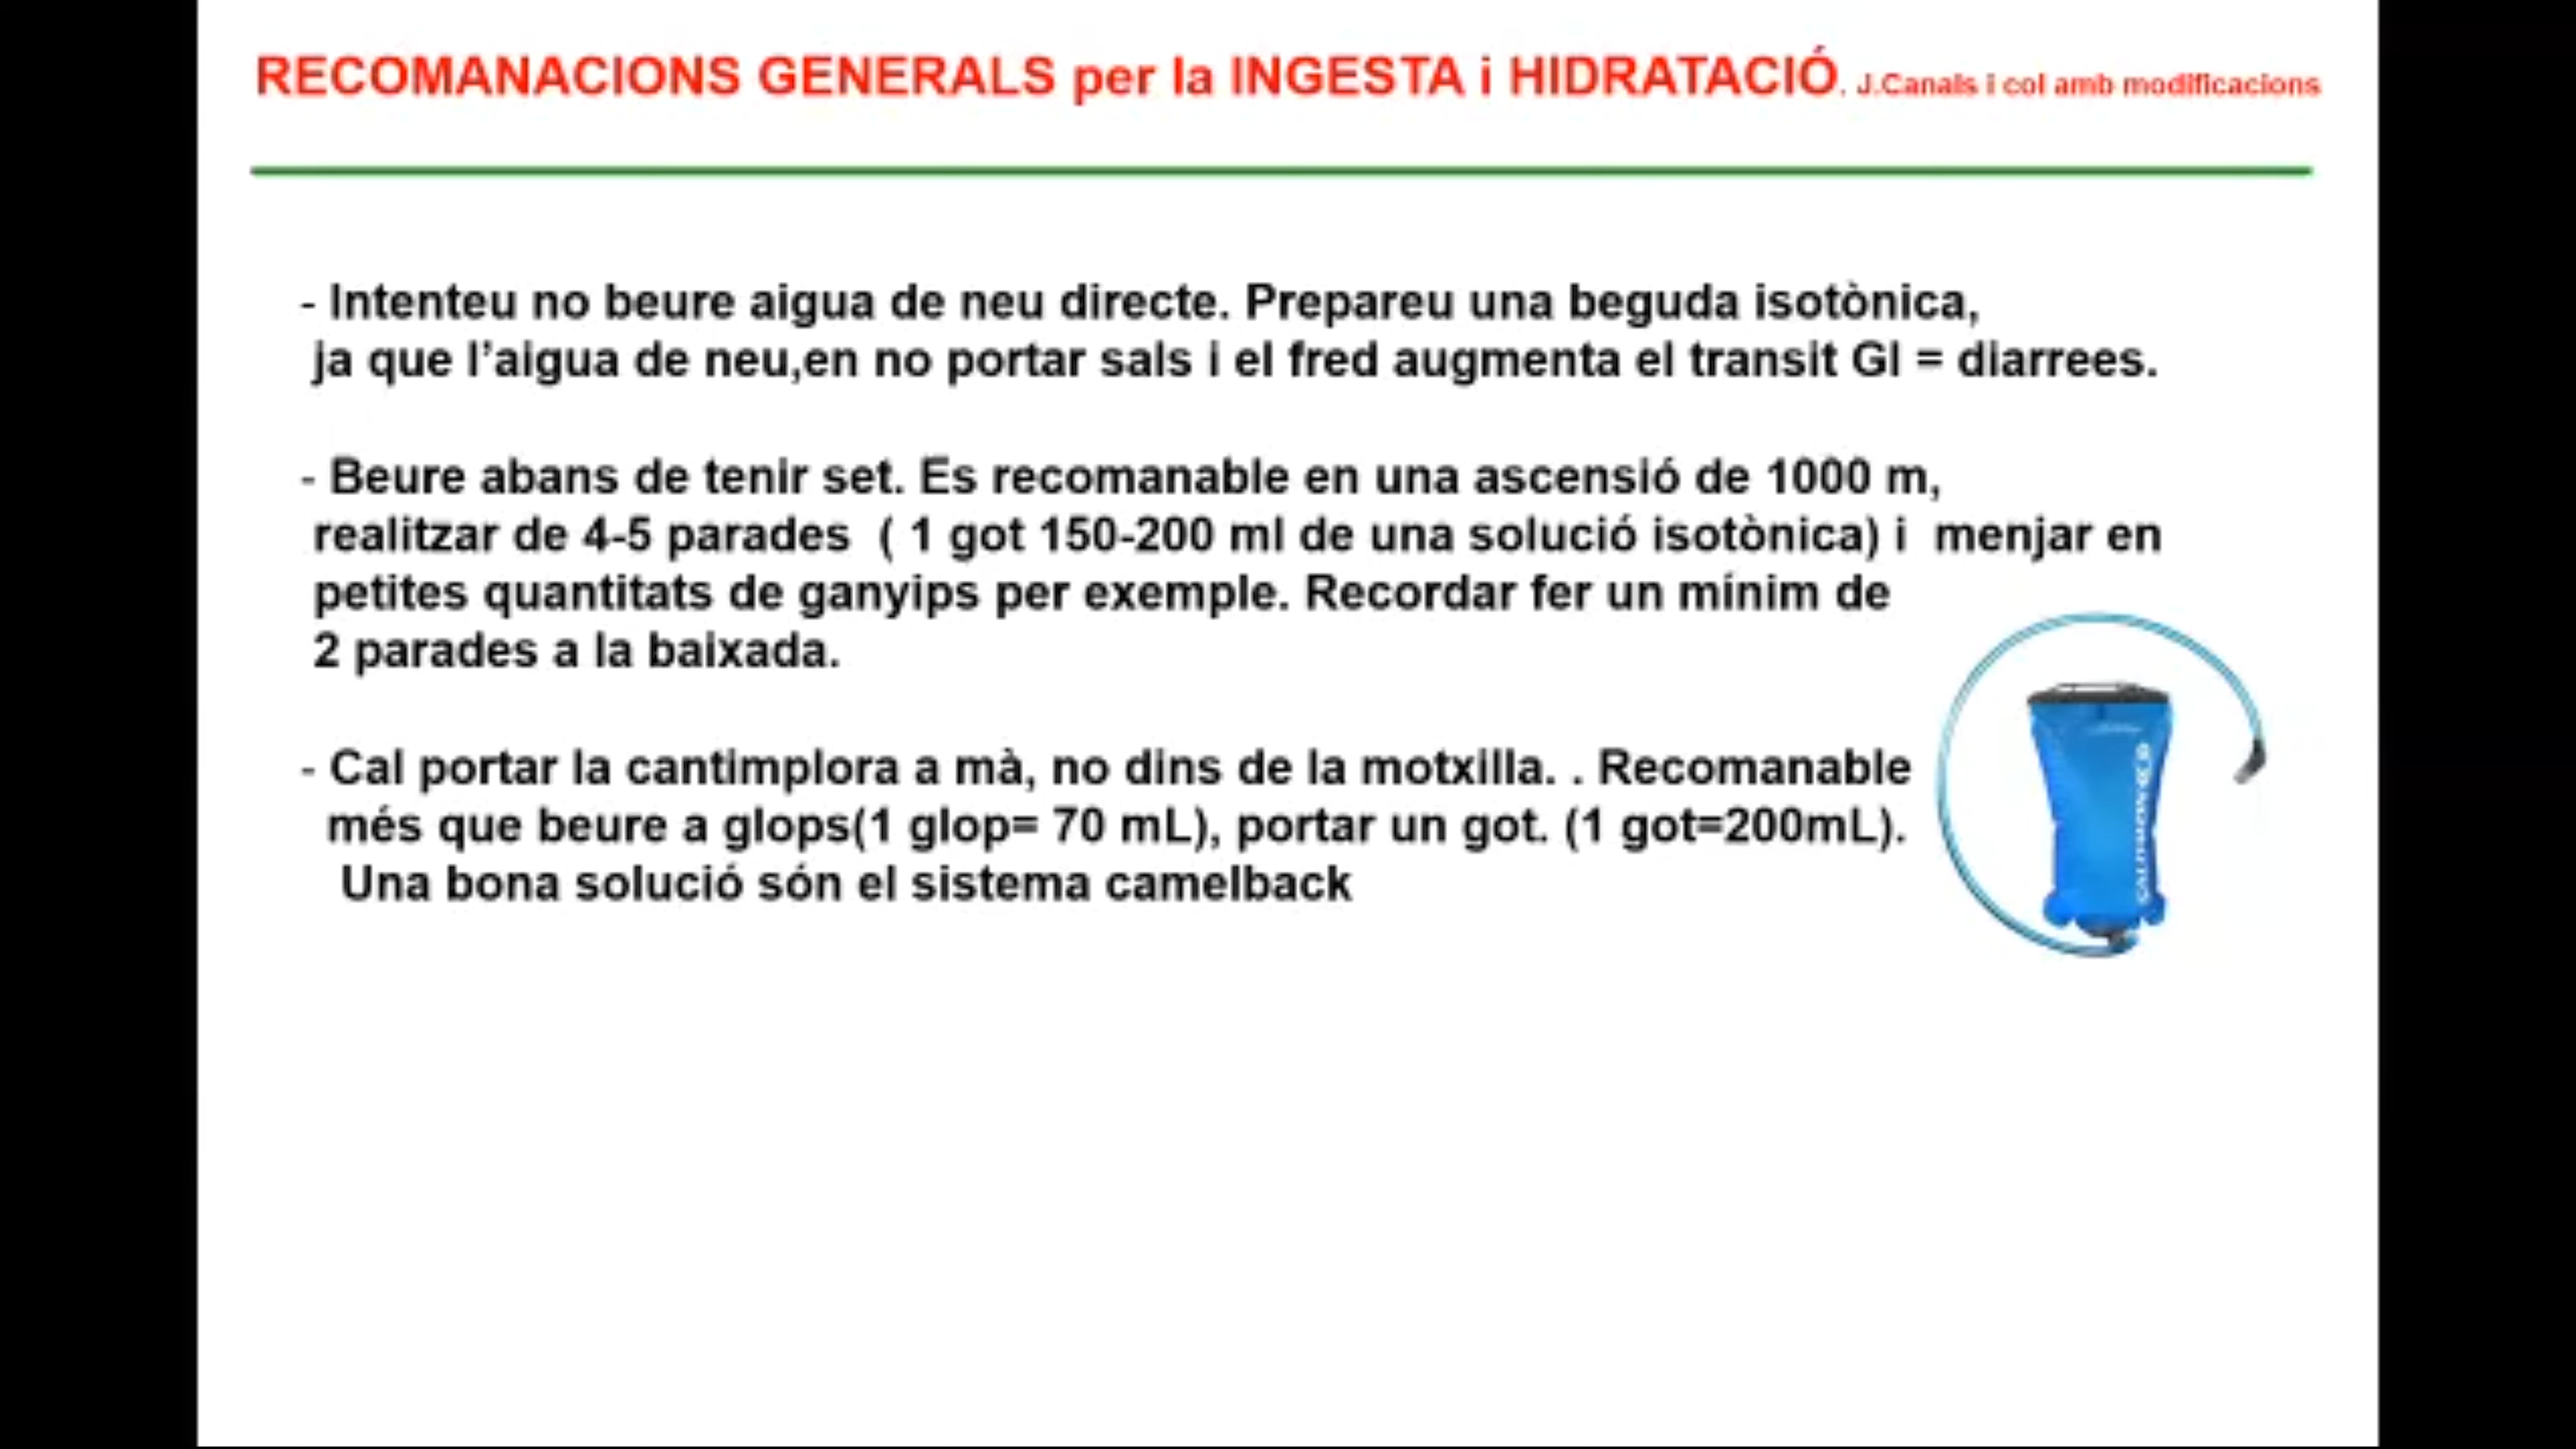 RECOMANACIONS GENERALS per la INGESTA i HIDRATACIÓ. J.Canals i col amb modificacions
- Intenteu no beure aigua de neu directe. Prepareu una beguda isotònica,
ja que l’aigua de neu,en no portar sals i el fred augmenta el transit GI = diarrees.
- Beure abans de tenir set. Es recomanable en una ascensió de 1000 m,
realitzar de 4-5 parades ( 1 got 150-200 ml de una solució isotònica) i menjar en
petites quantitats de ganyips per exemple. Recordar fer un mínim de
2 parades a la baixada.
- Cal portar la cantimplora a mà, no dins de la motxilla. . Recomanable
més que beure a glops(1 glop= 70 mL), portar un got. (1 got=200mL).
Una bona solució són el sistema camelback